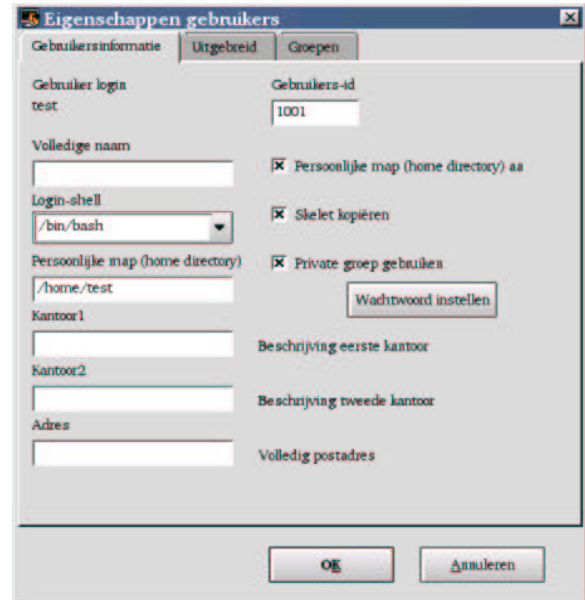 Eigenschappen gebruikers
Gebruikersinformatie
Uitgebreid
Groepen
Gebruiker login
Gebruikers-id
test
1001
Volledige naam
Persoonlijke map (home directory) aa
Login-shell
/bin/bash
Skelet kopiëren
Persoonlijke map (home directory)
Private groep gebruiken
/home/test
Wachtwoord instellen
Kantoor1
Beschrijving eerste kantoor
Kantoor2
Beschrijving tweede kantoor
Adres
Volledig postadres
OK
Annuleren